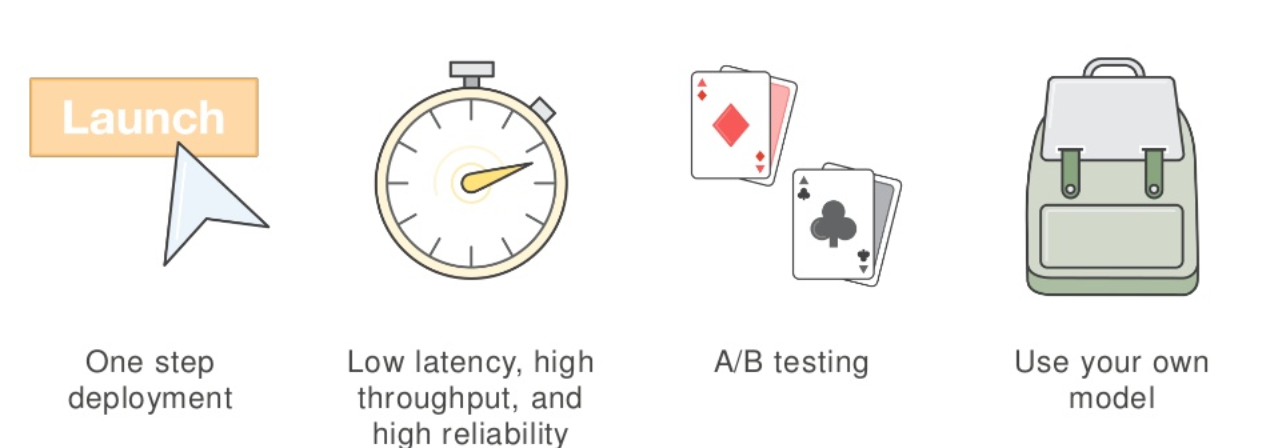 Launch
One step
deployment
Low latency, high
throughput, and
high reliability
A/B testing
Use your own
model